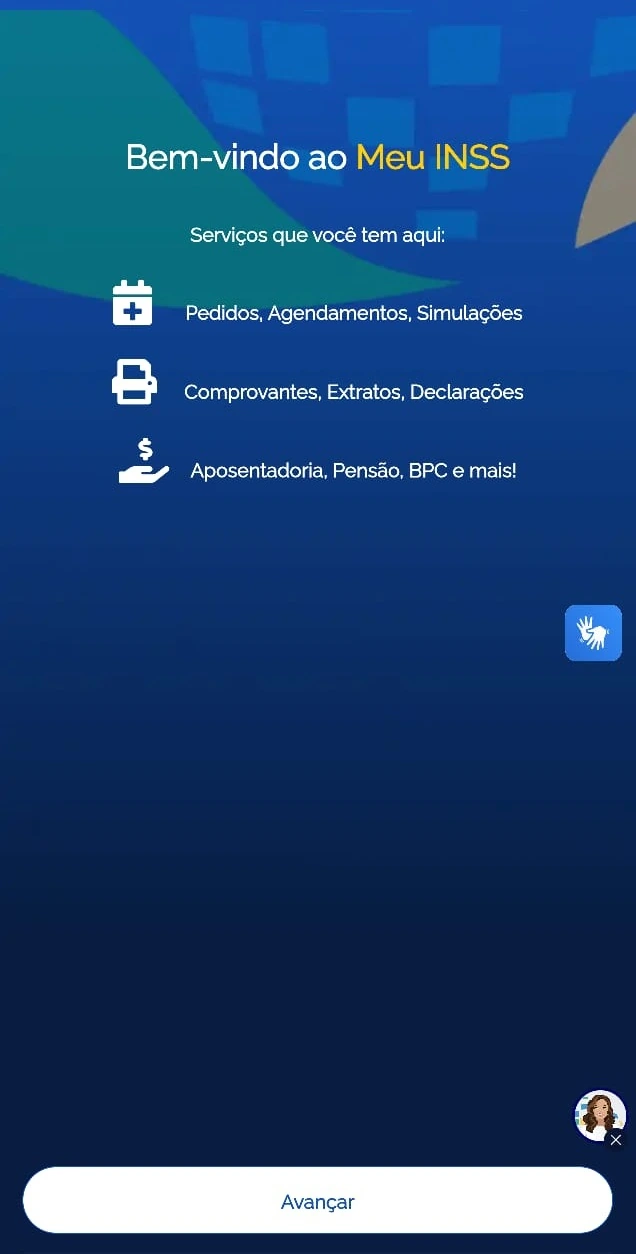 Bem-vindo ao Meu INSS
Serviços que você tem aqui:
Pedidos, Agendamentos, Simulações
Comprovantes, Extratos, Declarações
Aposentadoria, Pensão, BPC e mais!
Avançar